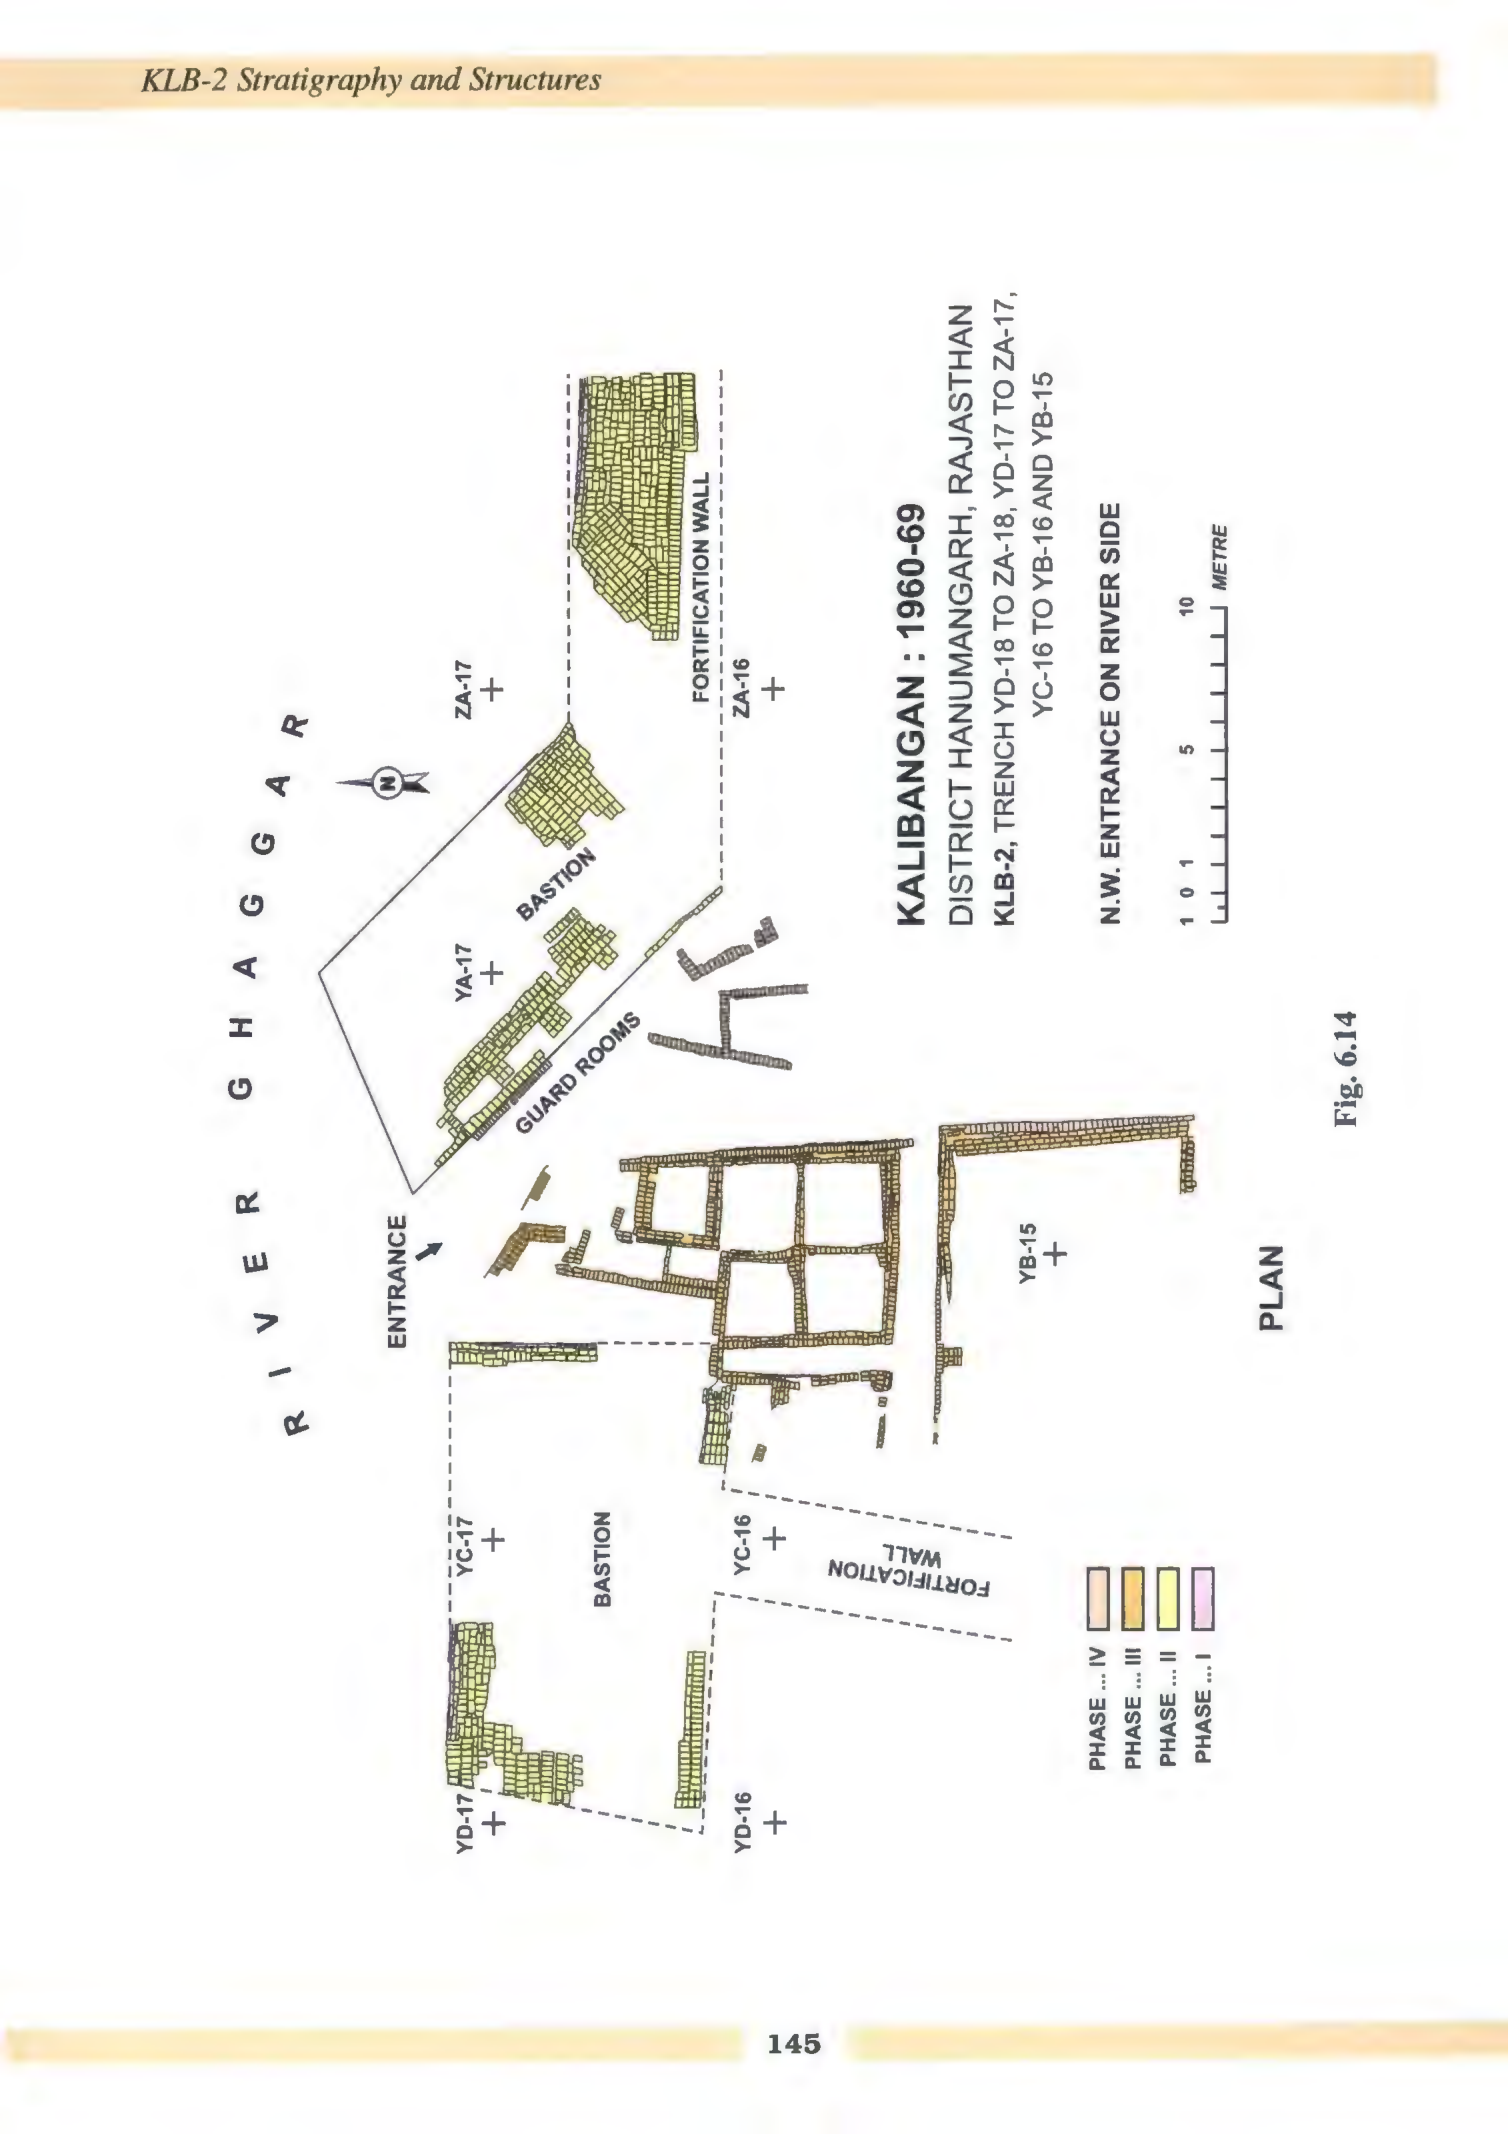 KLB-2 Stratigraphy and Structures
RIVER GHAGGAR
N
ENTRANCE
YD-17
YC-17
YA-17
ZA-17
BASTION
BASTION
GUARD ROOMS
FORTIFICATION WALL
YD-16
YC-16
ZA-16
FORTIFICATION
WALL
YB-15
KALIBANGAN : 1960-69
DISTRICT HANUMANGARH, RAJASTHAN
KLB-2, TRENCH YD-18 TO ZA-18, YD-17 TO ZA-17,
YC-16 TO YB-16 AND YB-15
N.W. ENTRANCE ON RIVER SIDE
1 0 1 5 10
METRE
PHASE ... IV
PHASE ... III
PHASE ... II
PHASE ... I
PLAN
Fig. 6.14
145